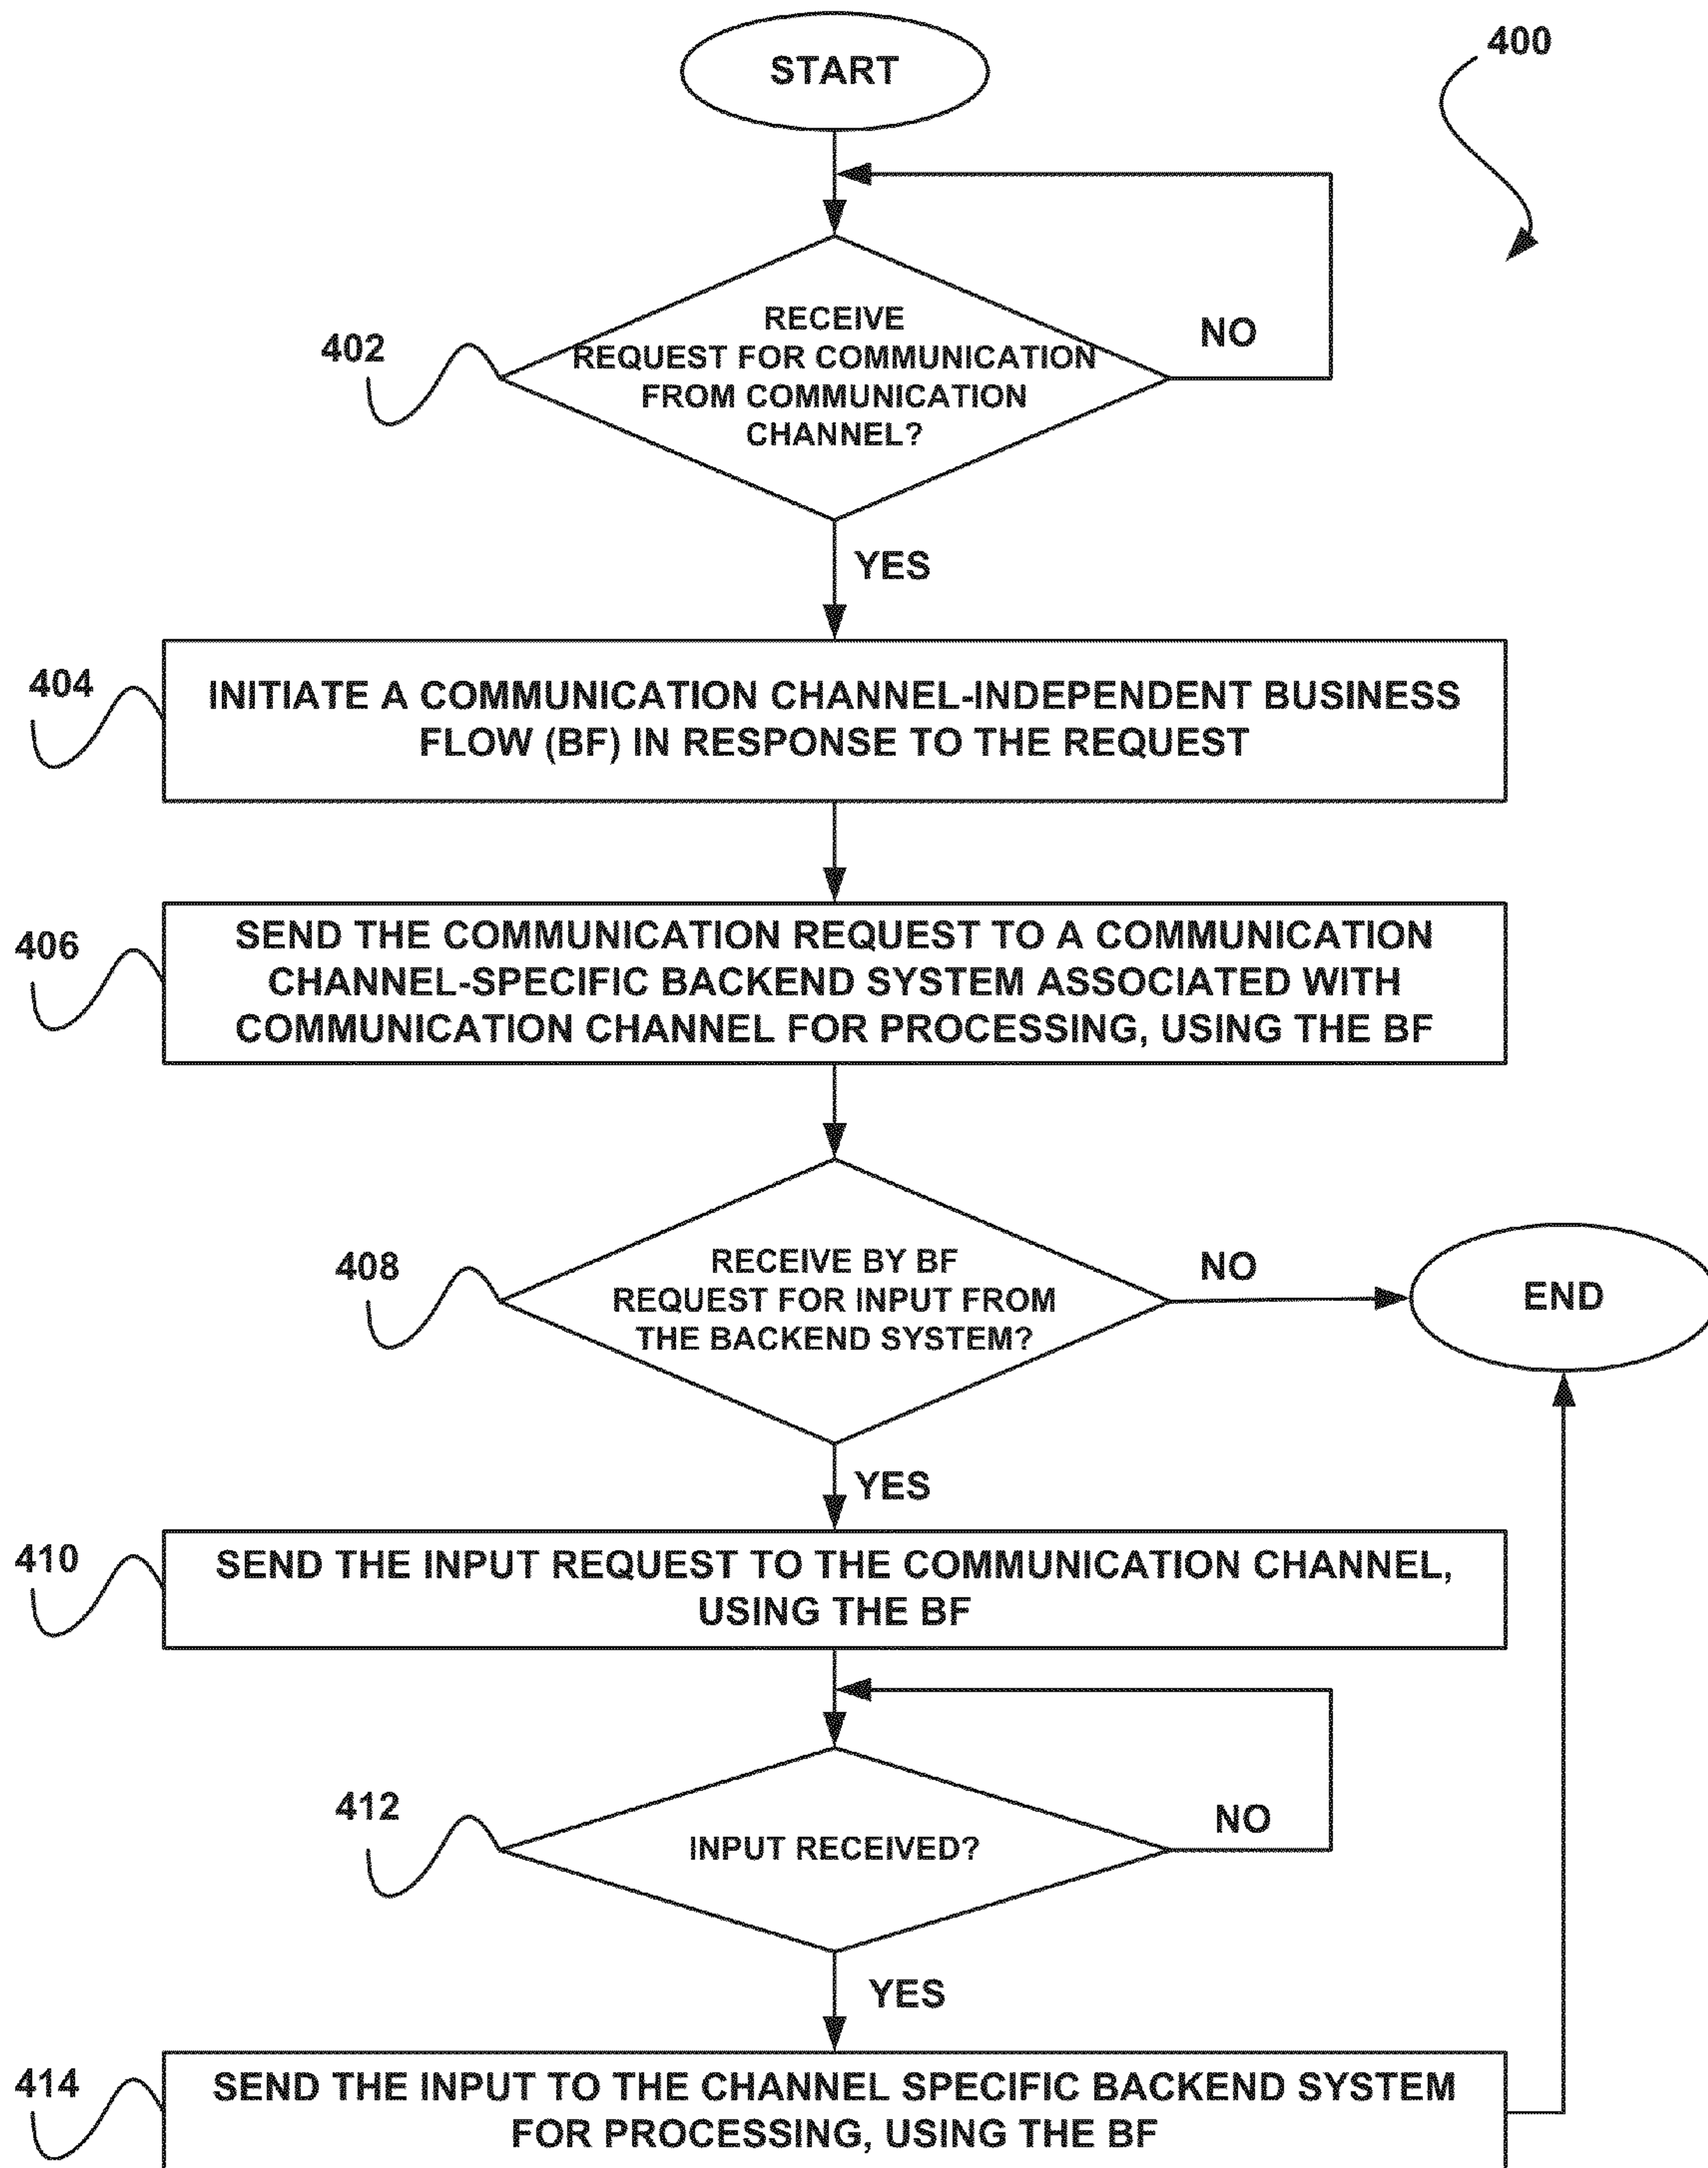 START
400
402
RECEIVE
REQUEST FOR COMMUNICATION
FROM COMMUNICATION
CHANNEL?
NO
YES
404
INITIATE A COMMUNICATION CHANNEL-INDEPENDENT BUSINESS
FLOW (BF) IN RESPONSE TO THE REQUEST
406
SEND THE COMMUNICATION REQUEST TO A COMMUNICATION
CHANNEL-SPECIFIC BACKEND SYSTEM ASSOCIATED WITH
COMMUNICATION CHANNEL FOR PROCESSING, USING THE BF
408
RECEIVE BY BF
REQUEST FOR INPUT FROM
THE BACKEND SYSTEM?
NO
END
YES
410
SEND THE INPUT REQUEST TO THE COMMUNICATION CHANNEL,
USING THE BF
412
INPUT RECEIVED?
NO
YES
414
SEND THE INPUT TO THE CHANNEL SPECIFIC BACKEND SYSTEM
FOR PROCESSING, USING THE BF